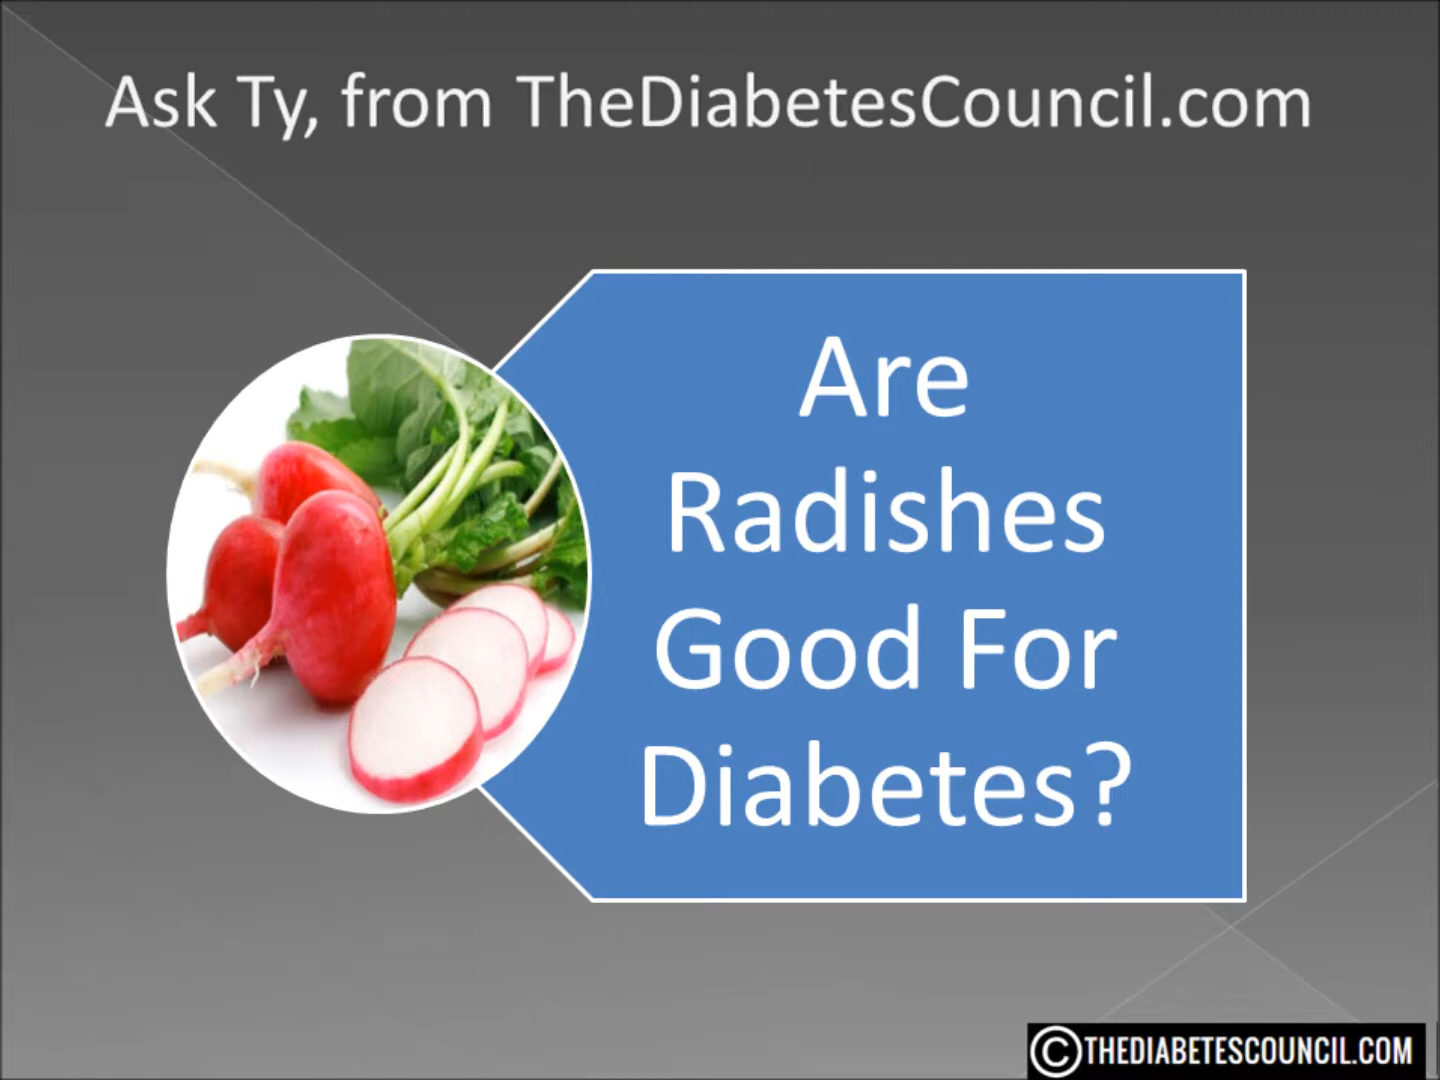 Ask Ty, from TheDiabetesCouncil.com
Are
Radishes
Good For
Diabetes?
©THEDIABETESCOUNCIL.COM